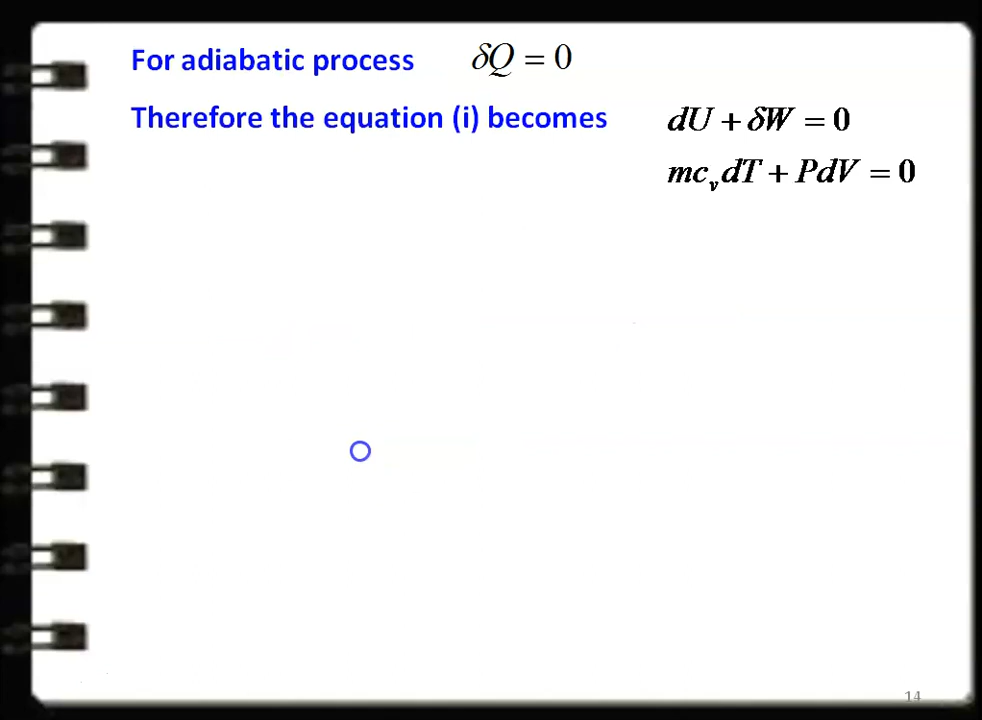 For adiabatic process δQ = 0
Therefore the equation (i) becomes dU + δW = 0
mc_v dT + PdV = 0
14